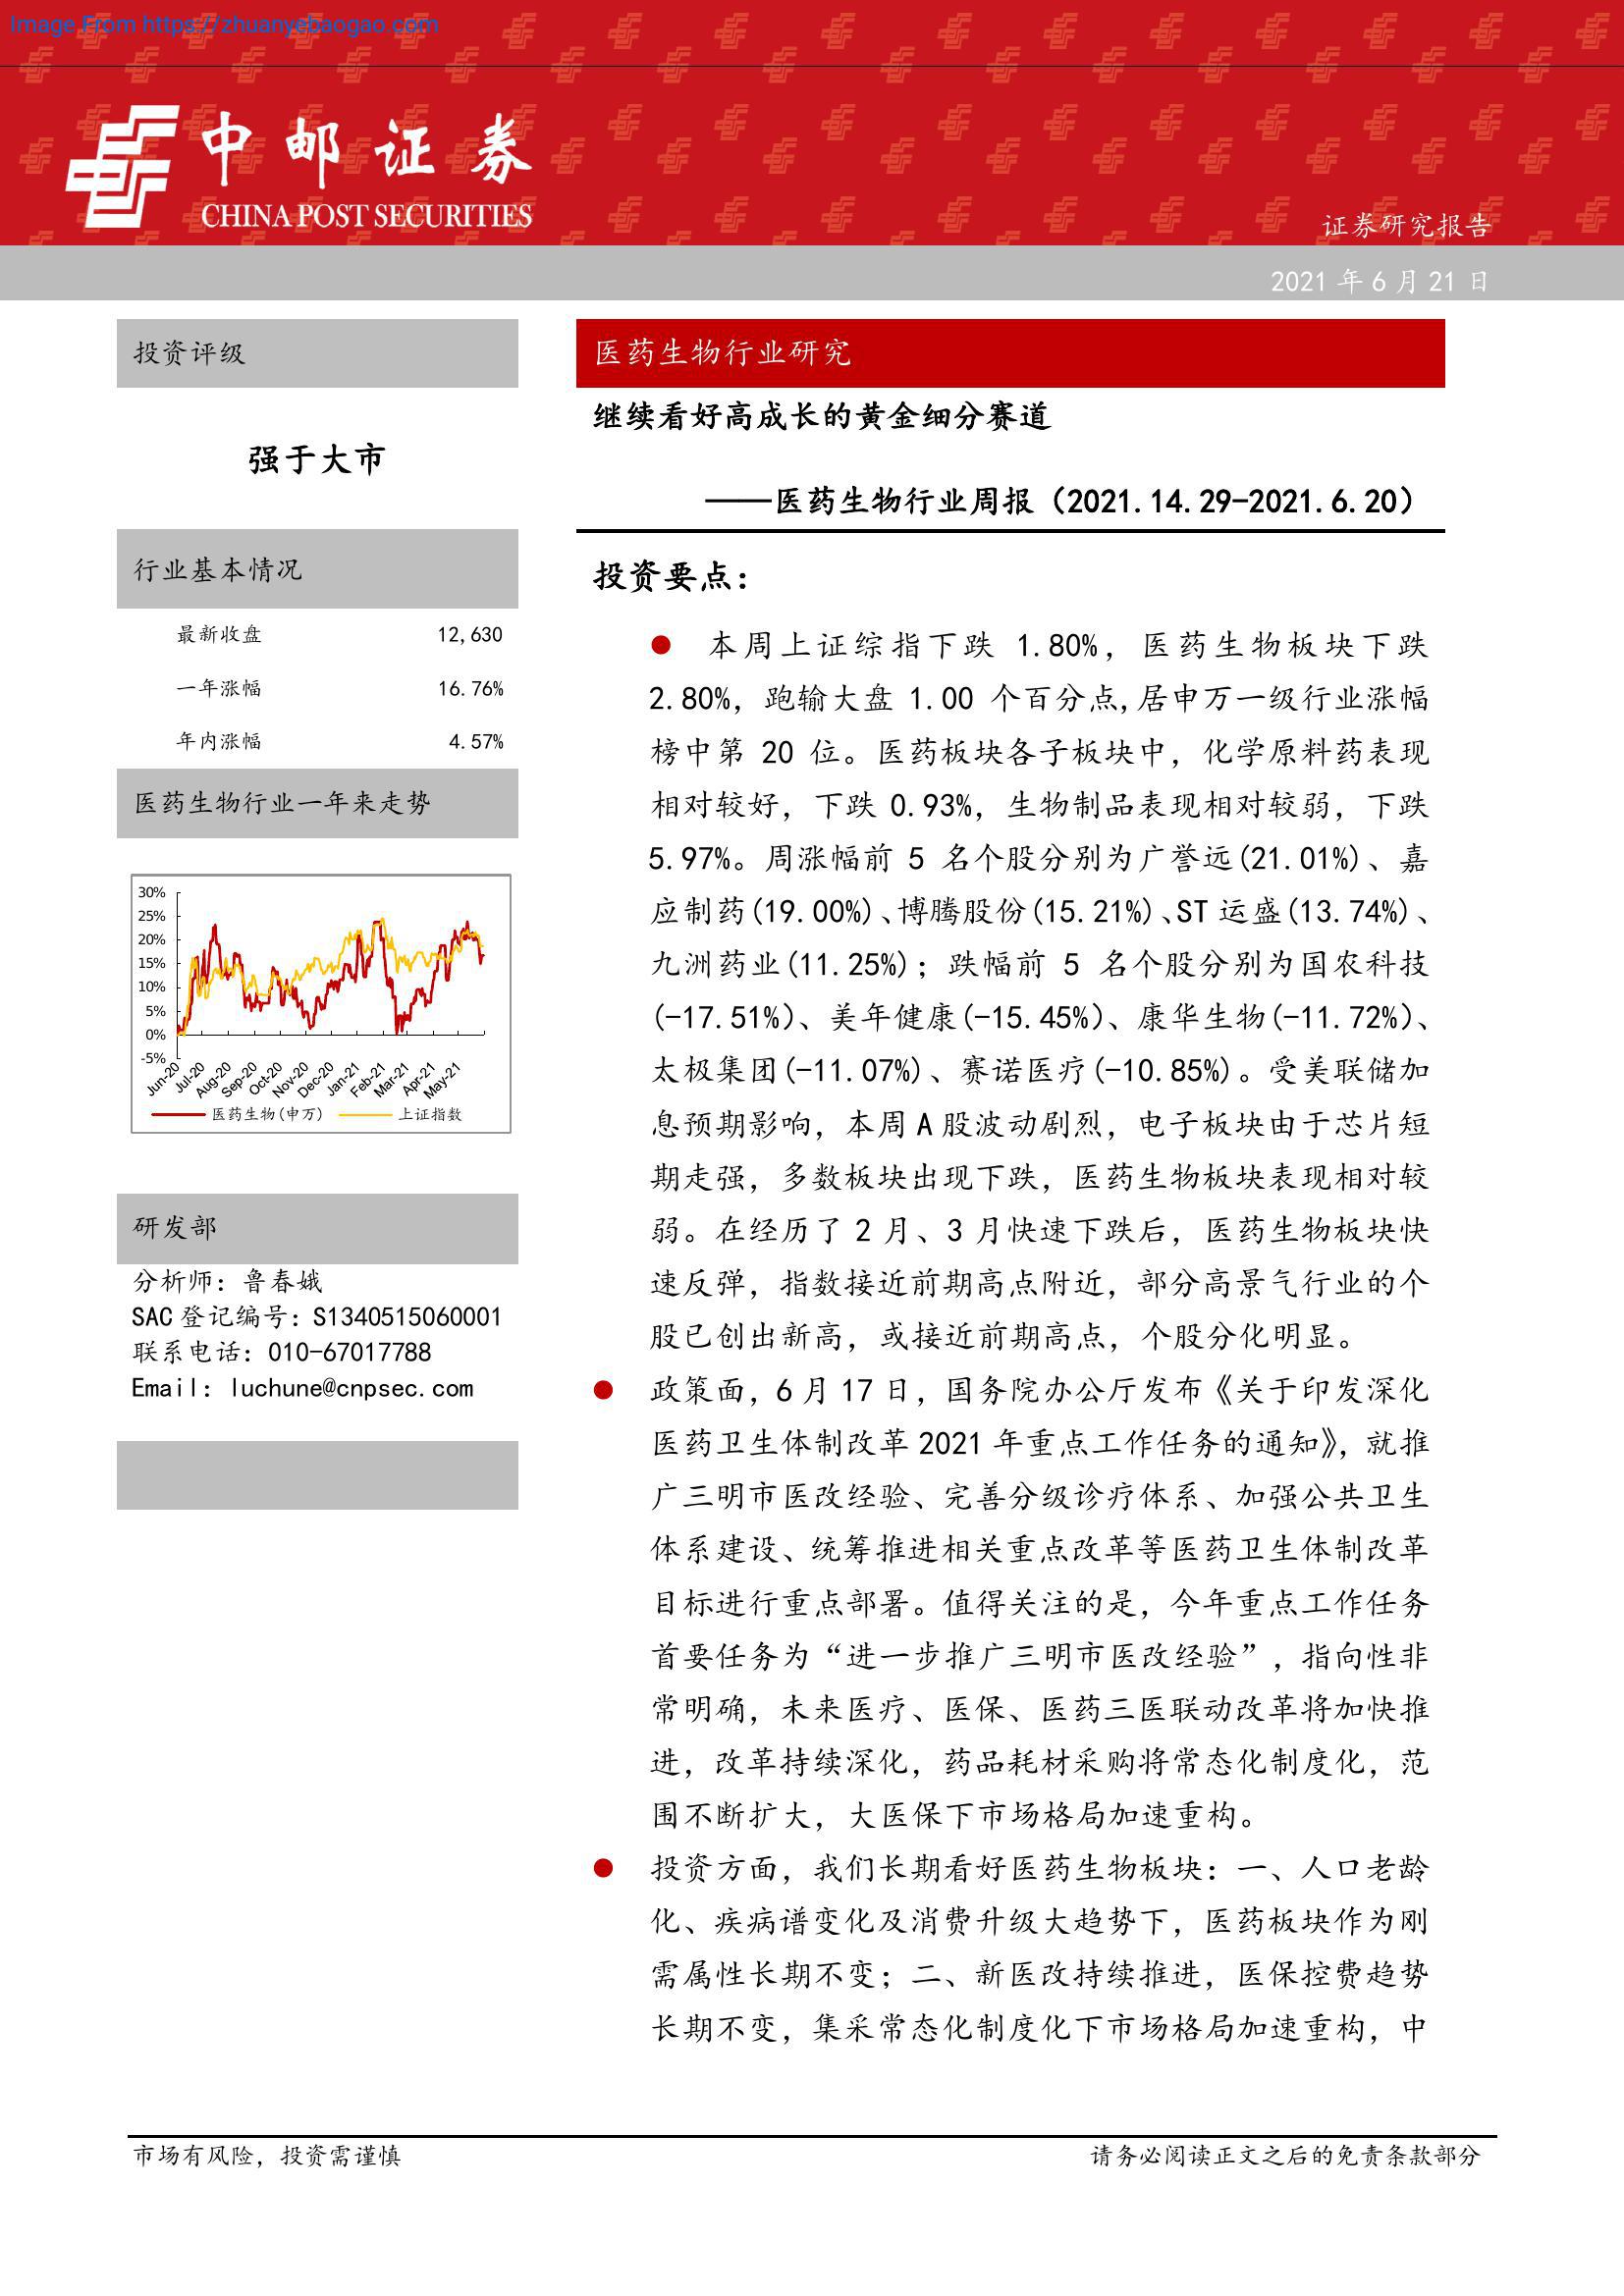 Image From https://zhuanyebaogao.com
中邮证券
CHINA POST SECURITIES
证券研究报告
2021 年 6 月 21 日
投资评级
强于大市
行业基本情况
最新收盘 12,630
一年涨幅 16.76%
年内涨幅 4.57%
医药生物行业一年来走势
30%
25%
20%
15%
10%
5%
0%
-5%
Jun-20 Jul-20 Aug-20 Sep-20 Oct-20 Nov-20 Dec-20 Jan-21 Feb-21 Mar-21 Apr-21 May-21
医药生物(申万) 上证指数
研发部
分析师：鲁春娥
SAC 登记编号：S1340515060001
联系电话：010-67017788
Email：luchune@cnpsec.com
医药生物行业研究
继续看好高成长的黄金细分赛道
——医药生物行业周报（2021.14.29-2021.6.20）
投资要点：
● 本周上证综指下跌 1.80%，医药生物板块下跌
2.80%，跑输大盘 1.00 个百分点,居申万一级行业涨幅
榜中第 20 位。医药板块各子板块中，化学原料药表现
相对较好，下跌 0.93%，生物制品表现相对较弱，下跌
5.97%。周涨幅前 5 名个股分别为广誉远(21.01%)、嘉
应制药(19.00%)、博腾股份(15.21%)、ST 运盛(13.74%)、
九洲药业(11.25%)；跌幅前 5 名个股分别为国农科技
(-17.51%)、美年健康(-15.45%)、康华生物(-11.72%)、
太极集团(-11.07%)、赛诺医疗(-10.85%)。受美联储加
息预期影响，本周 A 股波动剧烈，电子板块由于芯片短
期走强，多数板块出现下跌，医药生物板块表现相对较
弱。在经历了 2 月、3 月快速下跌后，医药生物板块快
速反弹，指数接近前期高点附近，部分高景气行业的个
股已创出新高，或接近前期高点，个股分化明显。
● 政策面，6 月 17 日，国务院办公厅发布《关于印发深化
医药卫生体制改革 2021 年重点工作任务的通知》，就推
广三明市医改经验、完善分级诊疗体系、加强公共卫生
体系建设、统筹推进相关重点改革等医药卫生体制改革
目标进行重点部署。值得关注的是，今年重点工作任务
首要任务为“进一步推广三明市医改经验”，指向性非
常明确，未来医疗、医保、医药三医联动改革将加快推
进，改革持续深化，药品耗材采购将常态化制度化，范
围不断扩大，大医保下市场格局加速重构。
● 投资方面，我们长期看好医药生物板块：一、人口老龄
化、疾病谱变化及消费升级大趋势下，医药板块作为刚
需属性长期不变；二、新医改持续推进，医保控费趋势
长期不变，集采常态化制度化下市场格局加速重构，中
市场有风险，投资需谨慎
请务必阅读正文之后的免责条款部分